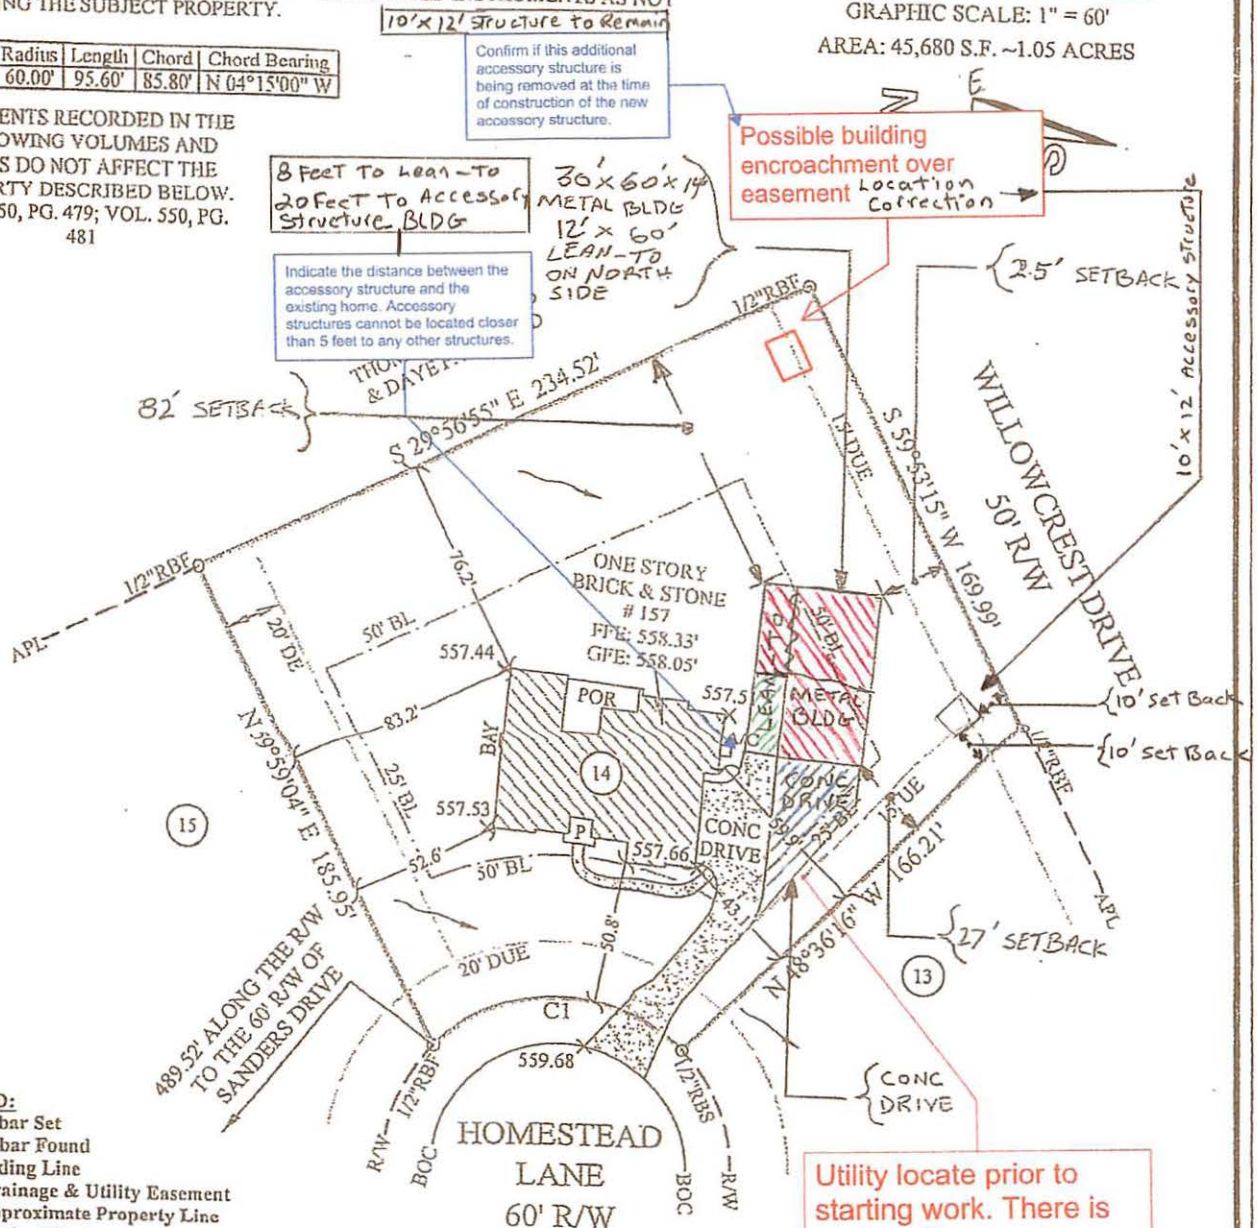 NG THE SUBJECT PROPERTY.
10'x12' Structure to Remain
GRAPHIC SCALE: 1" = 60'
AREA: 45,680 S.F. ~1.05 ACRES
Radius Length Chord Chord Bearing
60.00' 95.60' 85.80' N 04°15'00" W
Confirm if this additional
accessory structure is
being removed at the time
of construction of the new
accessory structure.
ENTS RECORDED IN THE
OWING VOLUMES AND
S DO NOT AFFECT THE
RTY DESCRIBED BELOW.
50, PG. 479; VOL. 550, PG.
481
8 Feet To Lean-To
20 Feet To Accessory
Structure BLDG
30'x60'x14'
METAL BLDG
12' x 60'
LEAN-TO
ON NORTH
SIDE
E
N
S
Possible building
encroachment over
easement
Location
Correction
Indicate the distance between the
accessory structure and the
existing home. Accessory
structures cannot be located closer
than 5 feet to any other structures.
& DAYE
10'x12' Accessory Structure
2.5' SETBACK
1/2"RBF
82' SETBACK
S 29°56'55" E 234.52'
15' DUE
S 59°53'15" W 169.99'
WILLOWCREST DRIVE
50' R/W
1/2"RBF
APL
20' DE
50' BL
76.2'
ONE STORY
BRICK & STONE
# 157
FFE: 558.33'
GFE: 558.05'
557.44
POR
557.5
83.2'
BAY
A/C
LEAN-TO
50' BL
METAL
BLDG
10' Set Back
10' Set Back
1/2"RBF
APL
N 59°59'04" E 185.95'
25' BL
14
557.53
P
557.66
CONC
DRIVE
CONC
DRIVE
59.9'
25' BL
15' UE
15
52.6'
50' BL
43.
N 48°36'16" W 166.21'
27' SETBACK
13
50.8'
20' DUE
489.52' ALONG THE R/W
TO THE 60' R/W OF
SANDERS DRIVE
C1
559.68
1/2"RBF
R/W
BOC
1/2"RBS
BOC
R/W
CONC
DRIVE
HOMESTEAD
LANE
60' R/W
D:
bar Set
bar Found
ding Line
rainage & Utility Easement
proximate Property Line
Utility locate prior to
starting work. There is